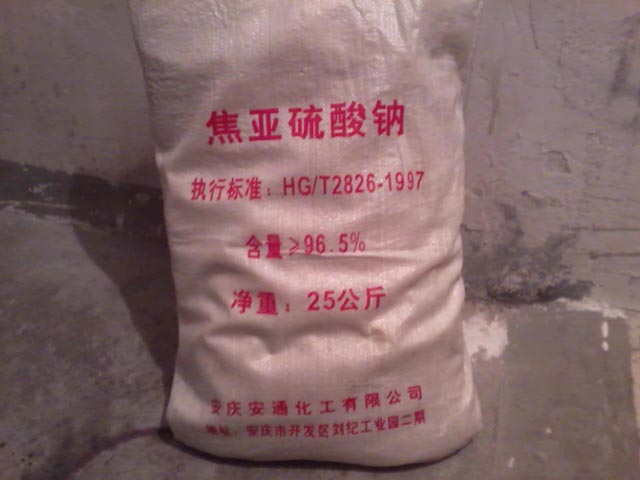 焦亚硫酸钠
执行标准：HG/T2826-1997
含量≥96.5%
净重：25公斤
安庆安通化工有限公司
地址：安庆市开发区刘纪工业园二期